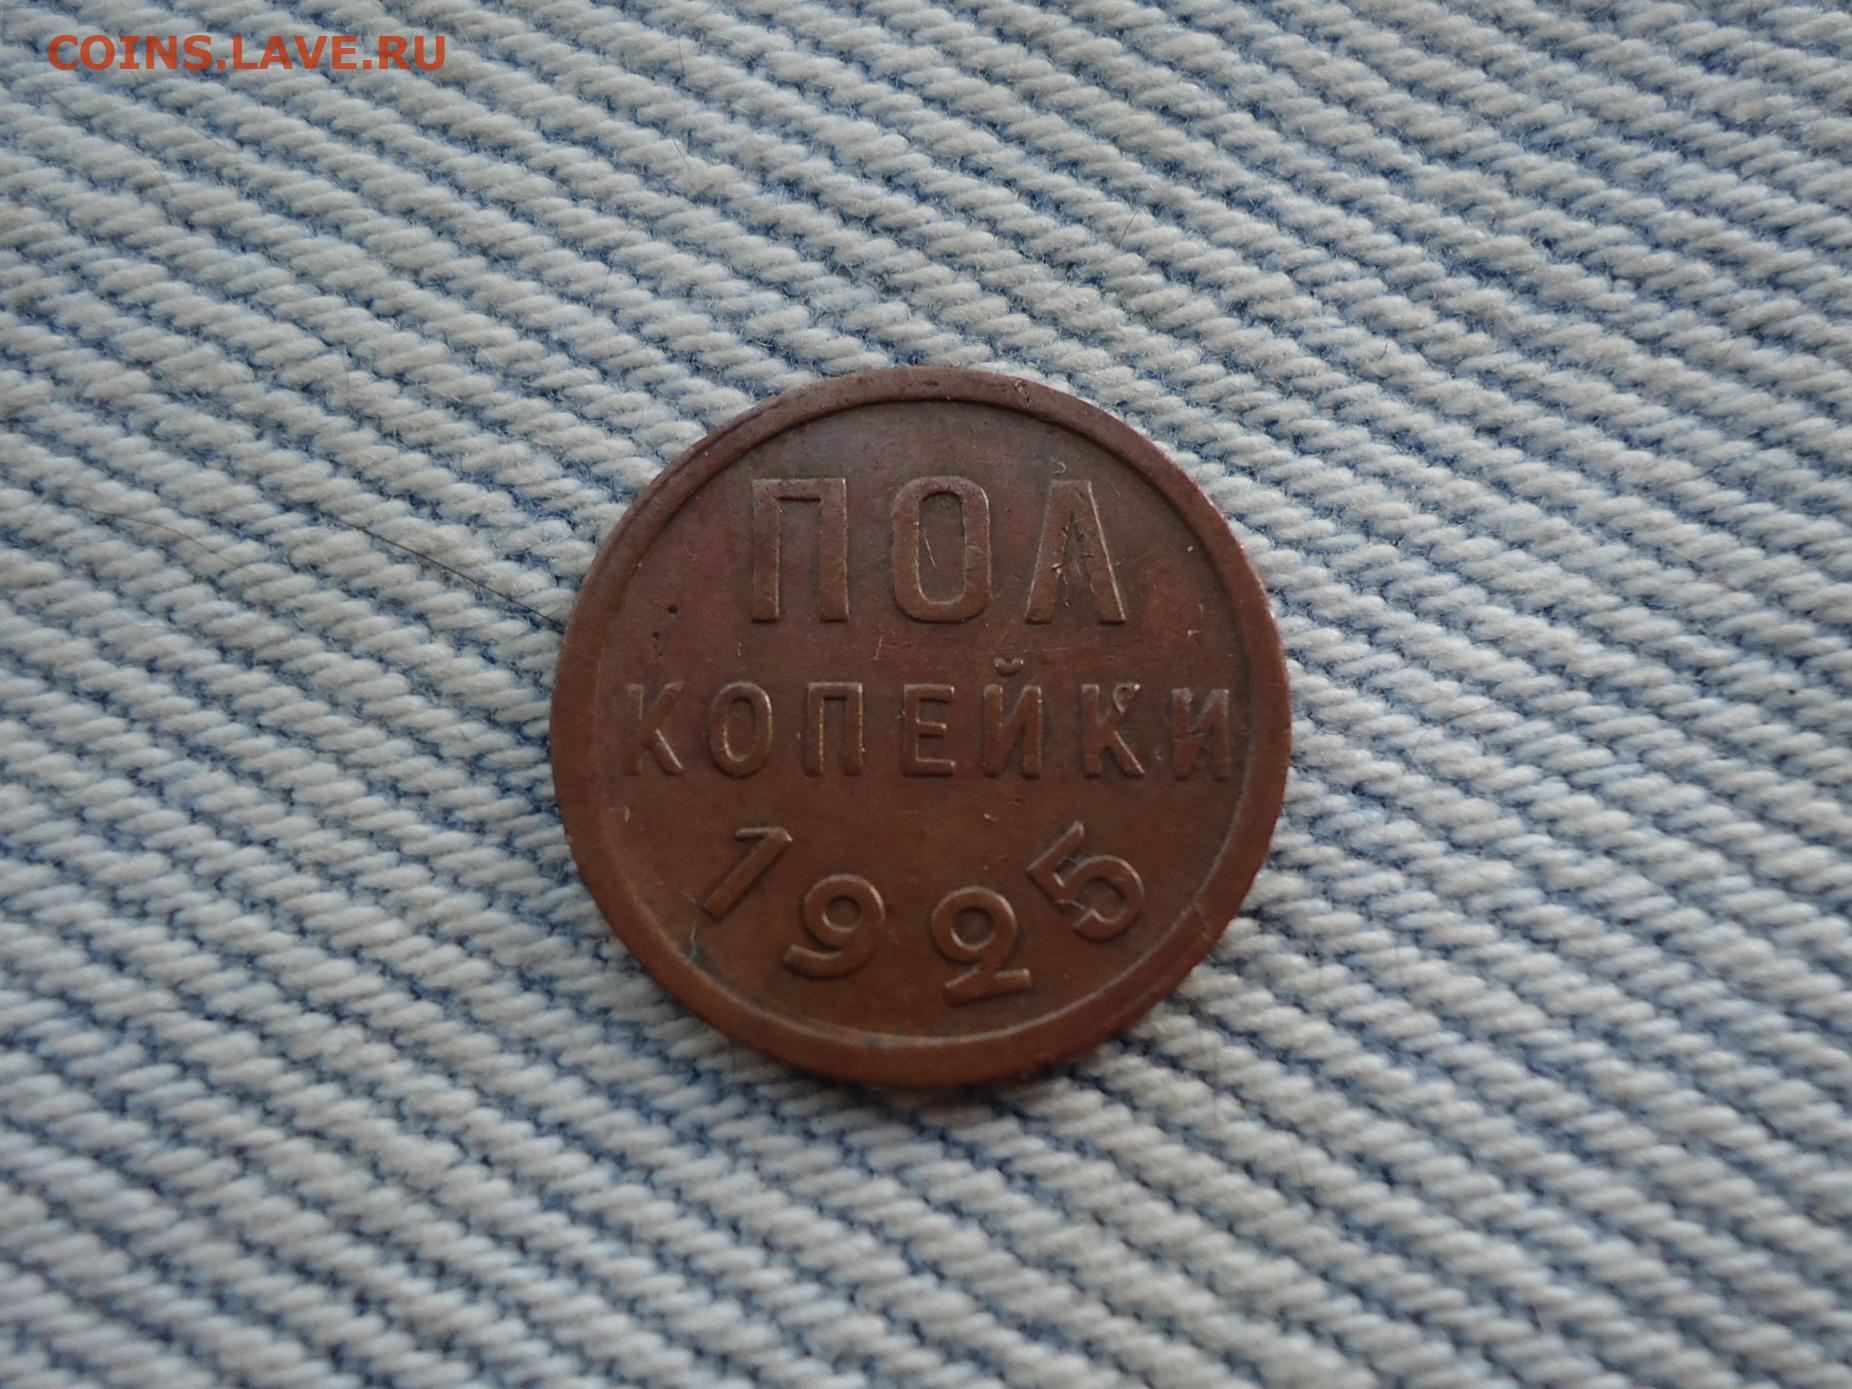 COINS.LAVE.RU
ПОЛ
КОПЕЙКИ
1925